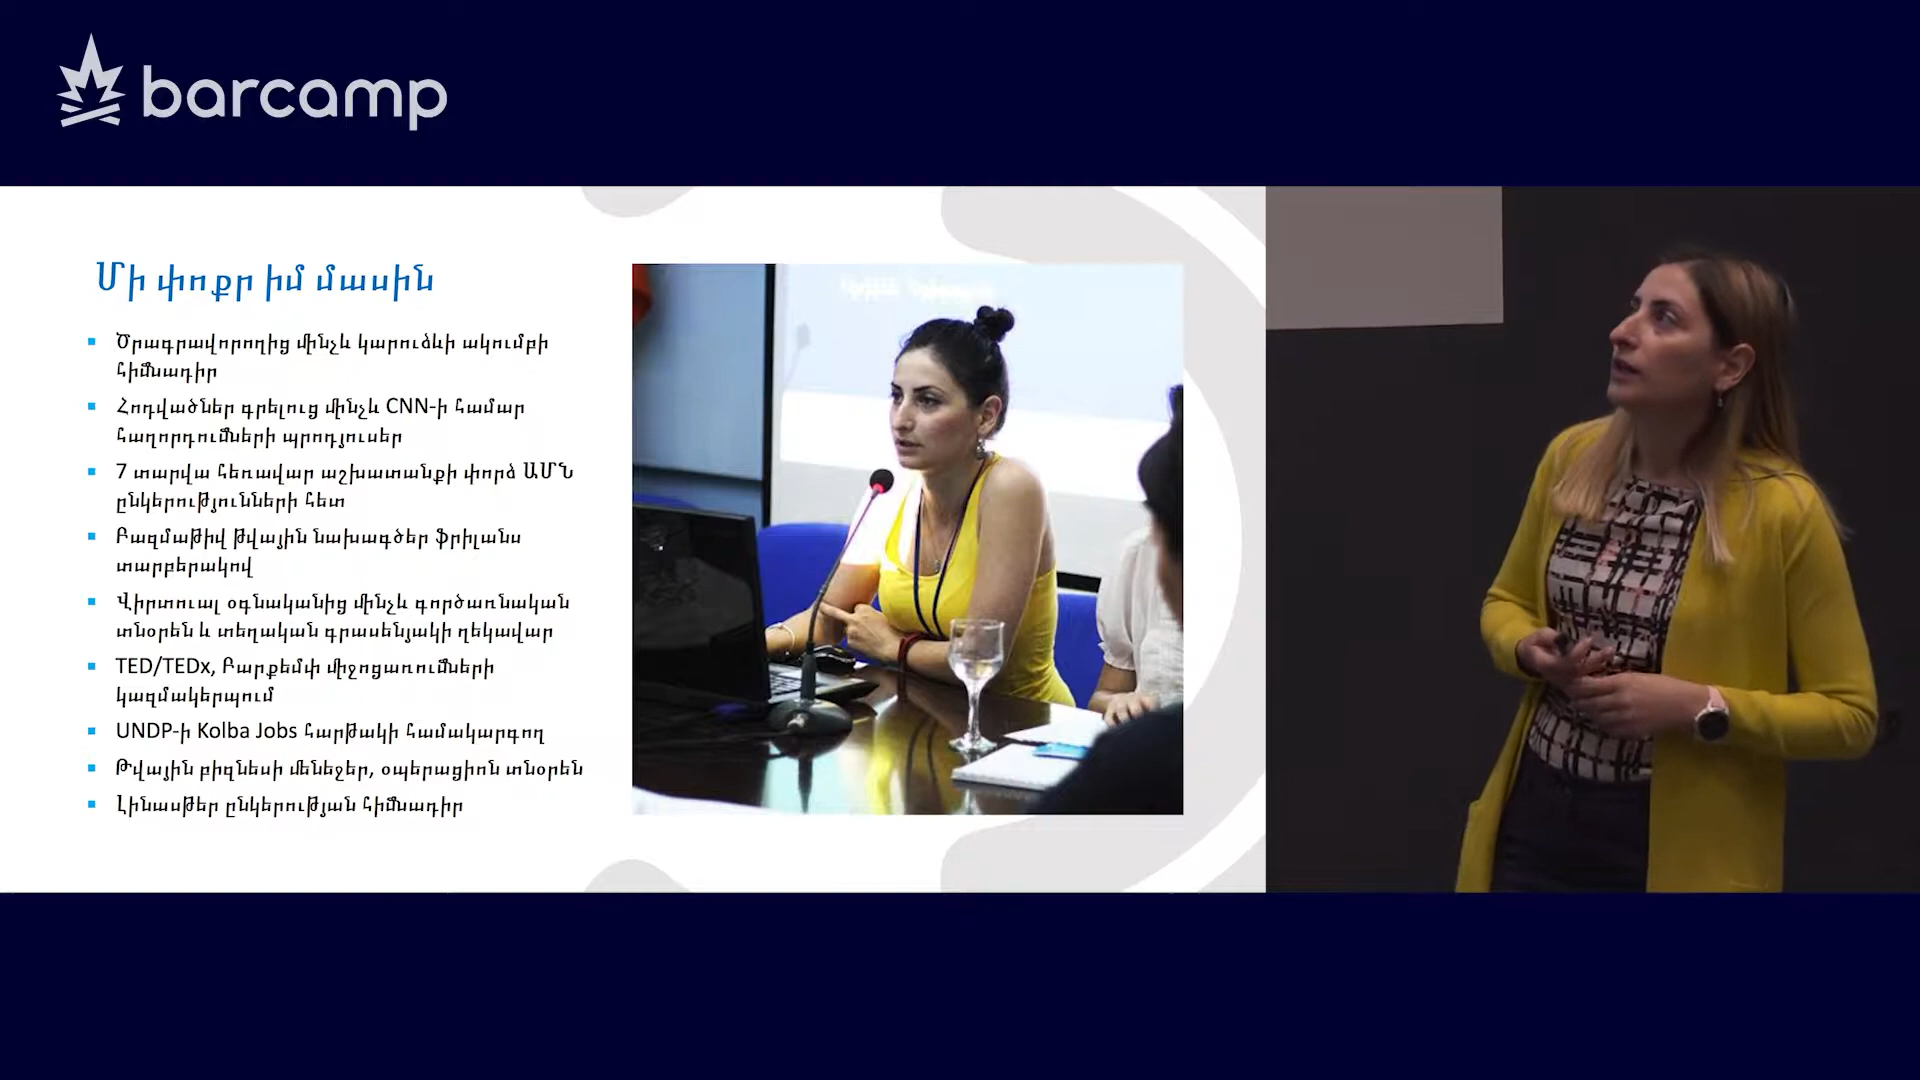 barcamp
Մի փոքր իմ մասին
Ծրագրավորողից մինչև կարուձևի ակումբի
հիմնադիր
Հոդվածներ գրելուց մինչև CNN-ի համար
հաղորդումների պրոդյուսեր
7 տարվա հեռավար աշխատանքի փորձ ԱՄՆ
ընկերությունների հետ
Բազմաթիվ թվային նախագծեր ֆրիլանս
տարբերակով
Վիրտուալ օգնականից մինչև գործառնական
տնօրեն և տեղական գրասենյակի ղեկավար
TED/TEDx, Բարքեմփ միջոցառումների
կազմակերպում
UNDP-ի Kolba Jobs հարթակի համակարգող
Թվային բիզնեսի մենեջեր, օպերացիոն տնօրեն
Լինասթեր ընկերության հիմնադիր